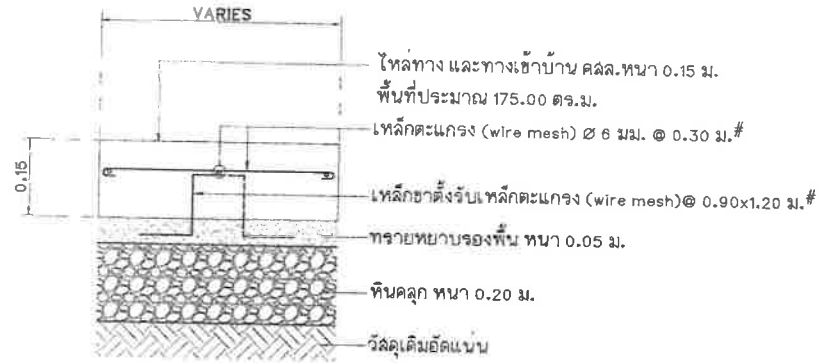 VARIES
ไหล่ทาง และทางเข้าบ้าน คสล.หนา 0.15 ม.
พื้นที่ประมาณ 175.00 ตร.ม.
เหล็กตะแกรง (wire mesh) Ø 6 มม. @ 0.30 ม.#
0.15
เหล็กขาตั้งรับเหล็กตะแกรง (wire mesh)@ 0.90x1.20 ม.#
ทรายหยาบรองพื้น หนา 0.05 ม.
หินคลุก หนา 0.20 ม.
วัสดุเดิมอัดแน่น